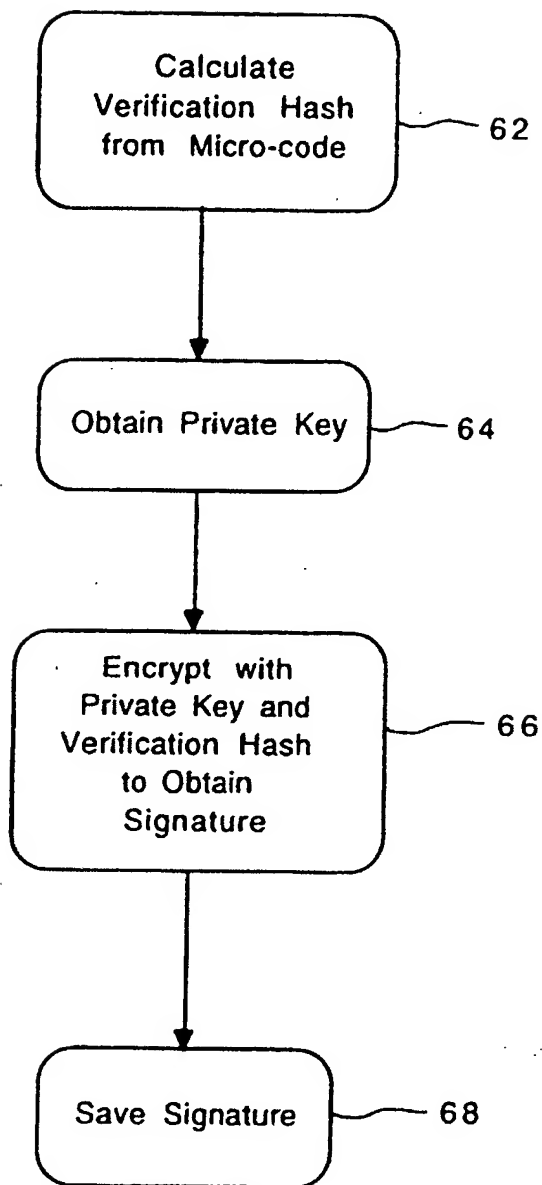 Calculate
Verification Hash
from Micro-code
62
Obtain Private Key
64
Encrypt with
Private Key and
Verification Hash
to Obtain
Signature
66
Save Signature
68